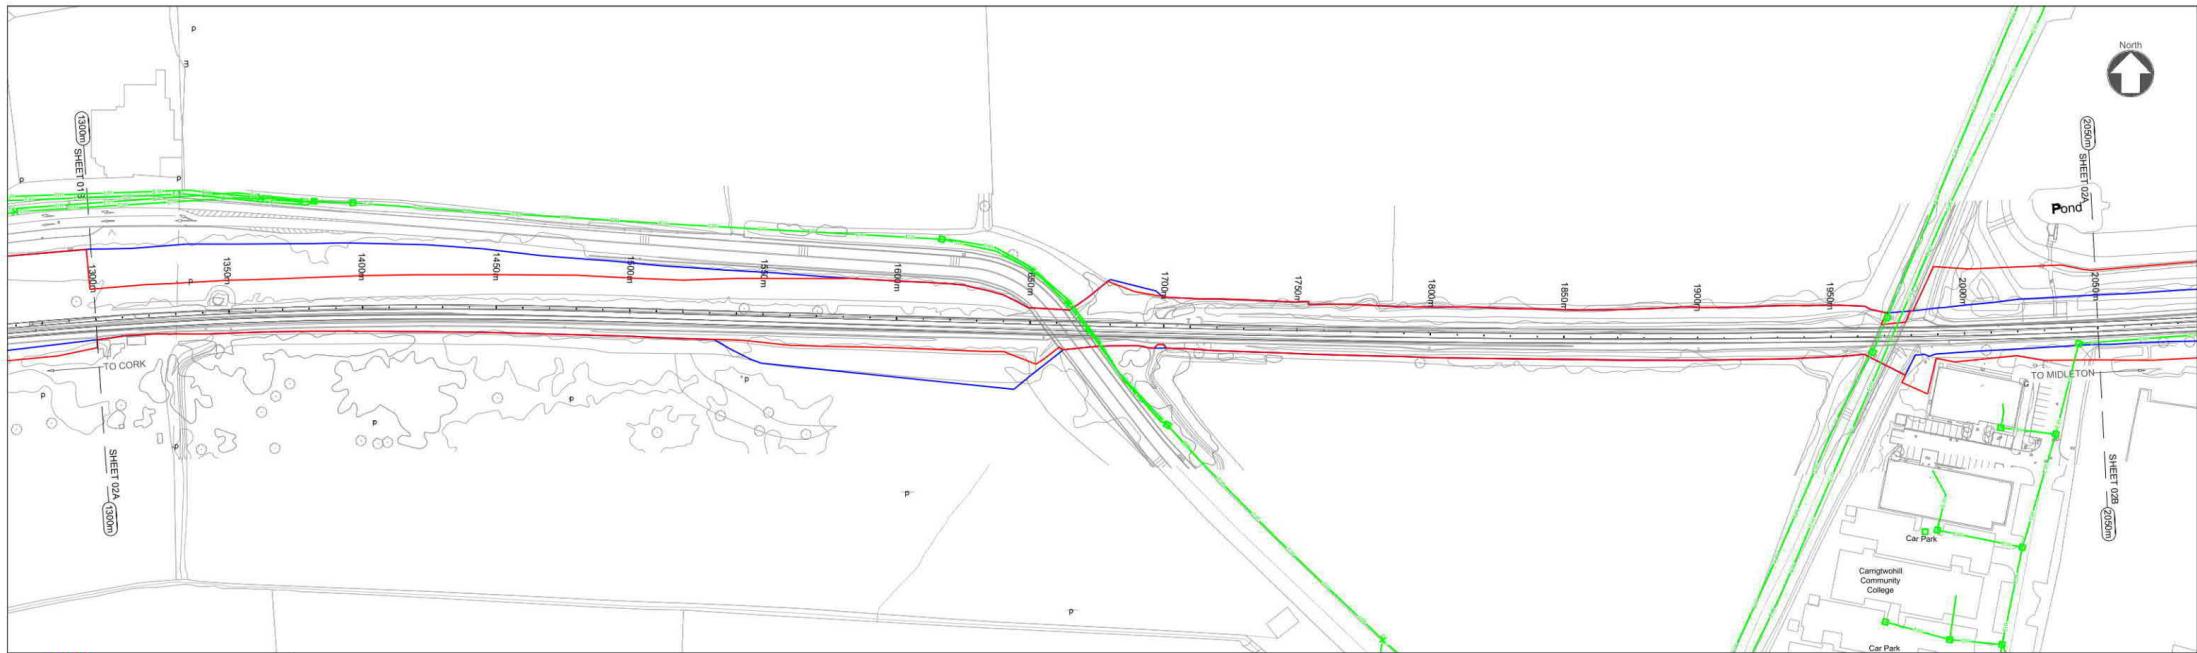 North
1300m
SHEET 01B
2050m
SHEET 02A
Pond
1300m
1350m
1400m
1450m
1500m
1550m
1600m
1650m
1700m
1750m
1800m
1850m
1900m
1950m
2000m
2050m
TO CORK
TO MIDLETON
SHEET 02A
1300m
SHEET 02B
2050m
Car Park
Carrigtwohill
Community
College
Car Park